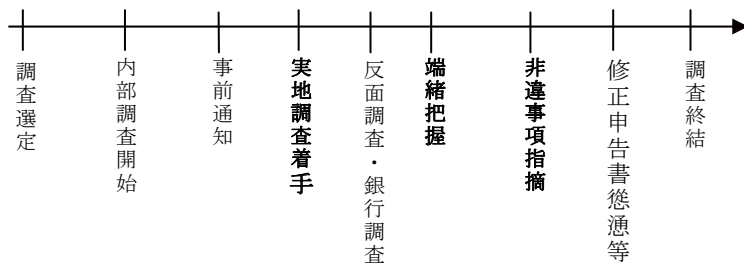 調査選定
内部調査開始
事前通知
実地調査着手
反面調査・銀行調査
端緒把握
非違事項指摘
修正申告書慫慂等
調査終結